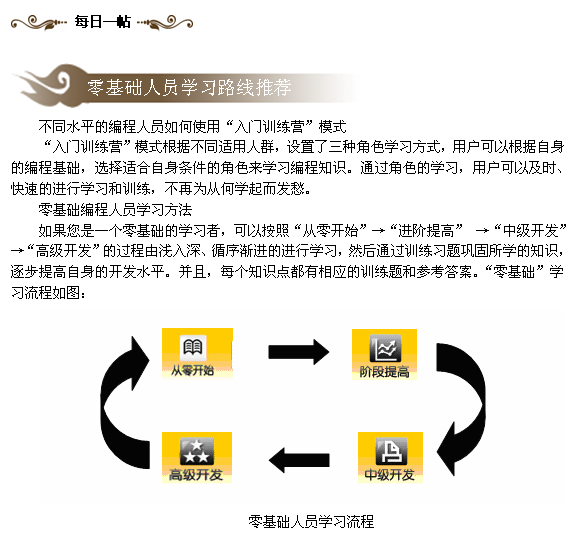 每日一帖
零基础人员学习路线推荐
不同水平的编程人员如何使用“入门训练营”模式
“入门训练营”模式根据不同适用人群，设置了三种角色学习方式，用户可以根据自身
的编程基础，选择适合自身条件的角色来学习编程知识。通过角色的学习，用户可以及时、
快速的进行学习和训练，不再为从何学起而发愁。
零基础编程人员学习方法
如果您是一个零基础的学习者，可以按照“从零开始”→“进阶提高” →“中级开发”
→“高级开发”的过程由浅入深、循序渐进的进行学习，然后通过训练习题巩固所学的知识，
逐步提高自身的开发水平。并且，每个知识点都有相应的训练题和参考答案。“零基础”学
习流程如图：
从零开始
阶段提高
高级开发
中级开发
零基础人员学习流程